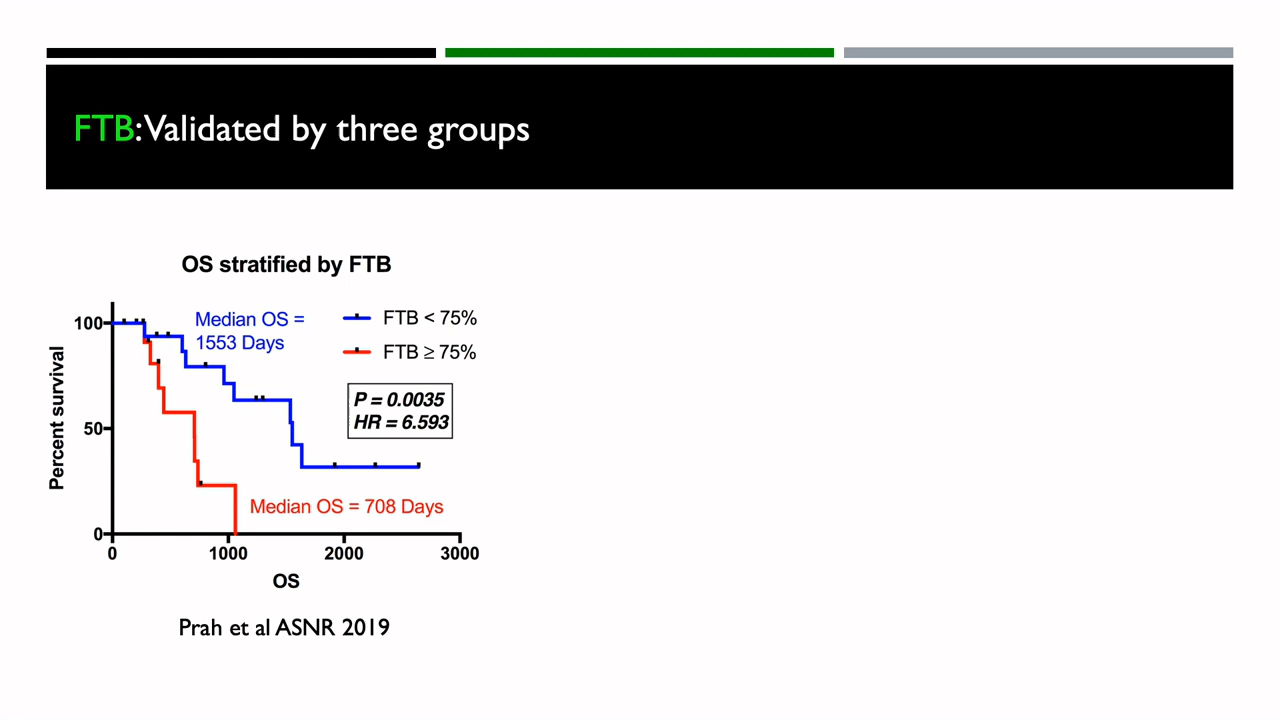 FTB: Validated by three groups
OS stratified by FTB
Median OS =
1553 Days
FTB < 75%
FTB ≥ 75%
P = 0.0035
HR = 6.593
Median OS = 708 Days
Percent survival
100
50
0
0 1000 2000 3000
OS
Prah et al ASNR 2019